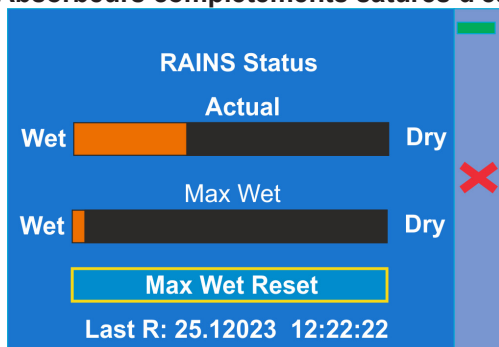 RAINS Status
Actual
Wet Dry
Max Wet
Wet Dry
Max Wet Reset
Last R: 25.12023 12:22:22